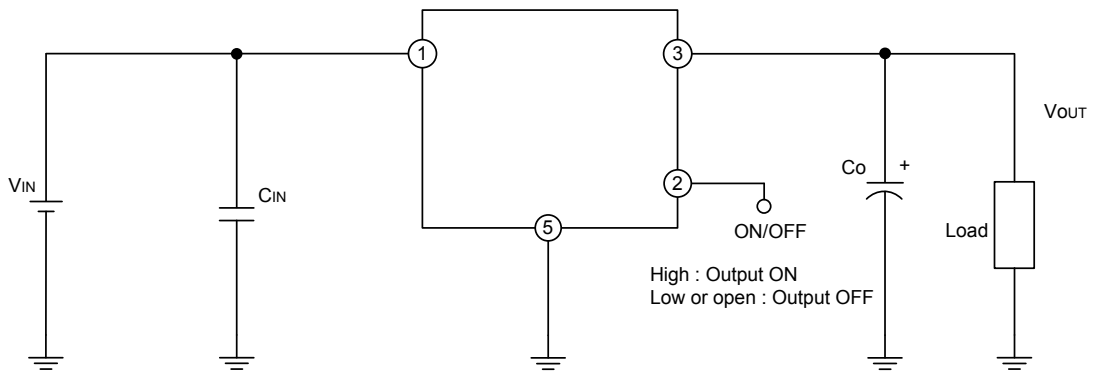 1
3
VOUT
VIN
CIN
2
Co +
ON/OFF
5
Load
High : Output ON
Low or open : Output OFF